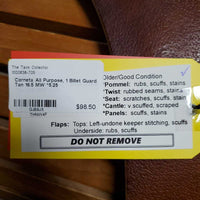 The Tack Collector
Cornets All Purpose, 1 Billet Guard
Tan 16.5 MW *5.25
$98.50
Older/Good Condition
*Pommel: rubs, scuffs, stains
*Twist: rubbed seams, stains
*Seat: scratches, scuffs, stain
*Cantle: v scuffed, scraped
*Panels: scuffs, stains
Flaps: Tops: Left-undone keeper stitching, scuffs
Underside: rubs, scuffs
DO NOT REMOVE